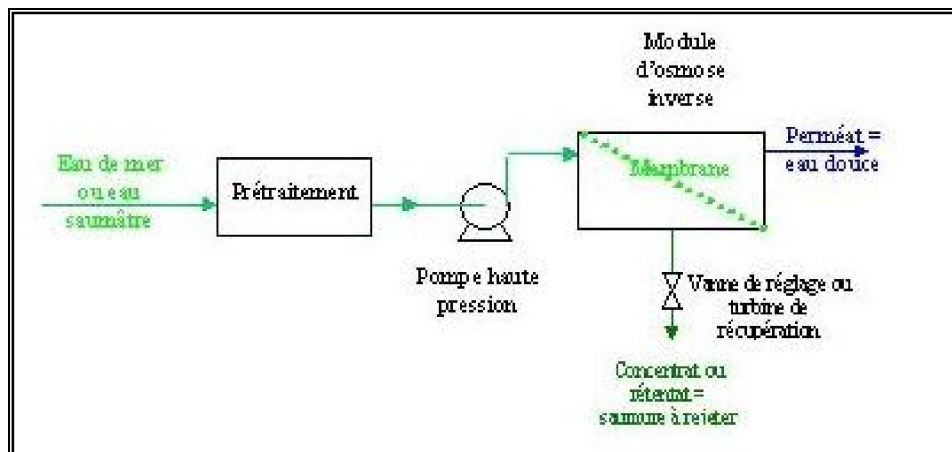 Module
d'osmose
inverse
Eau de mer
ou eau
saumâtre
Prétraitement
Pompe haute
pression
Membrane
Perméat =
eau douce
Vanne de réglage ou
turbine de
récupération
Concentrat ou
rétentat =
saumure à rejeter